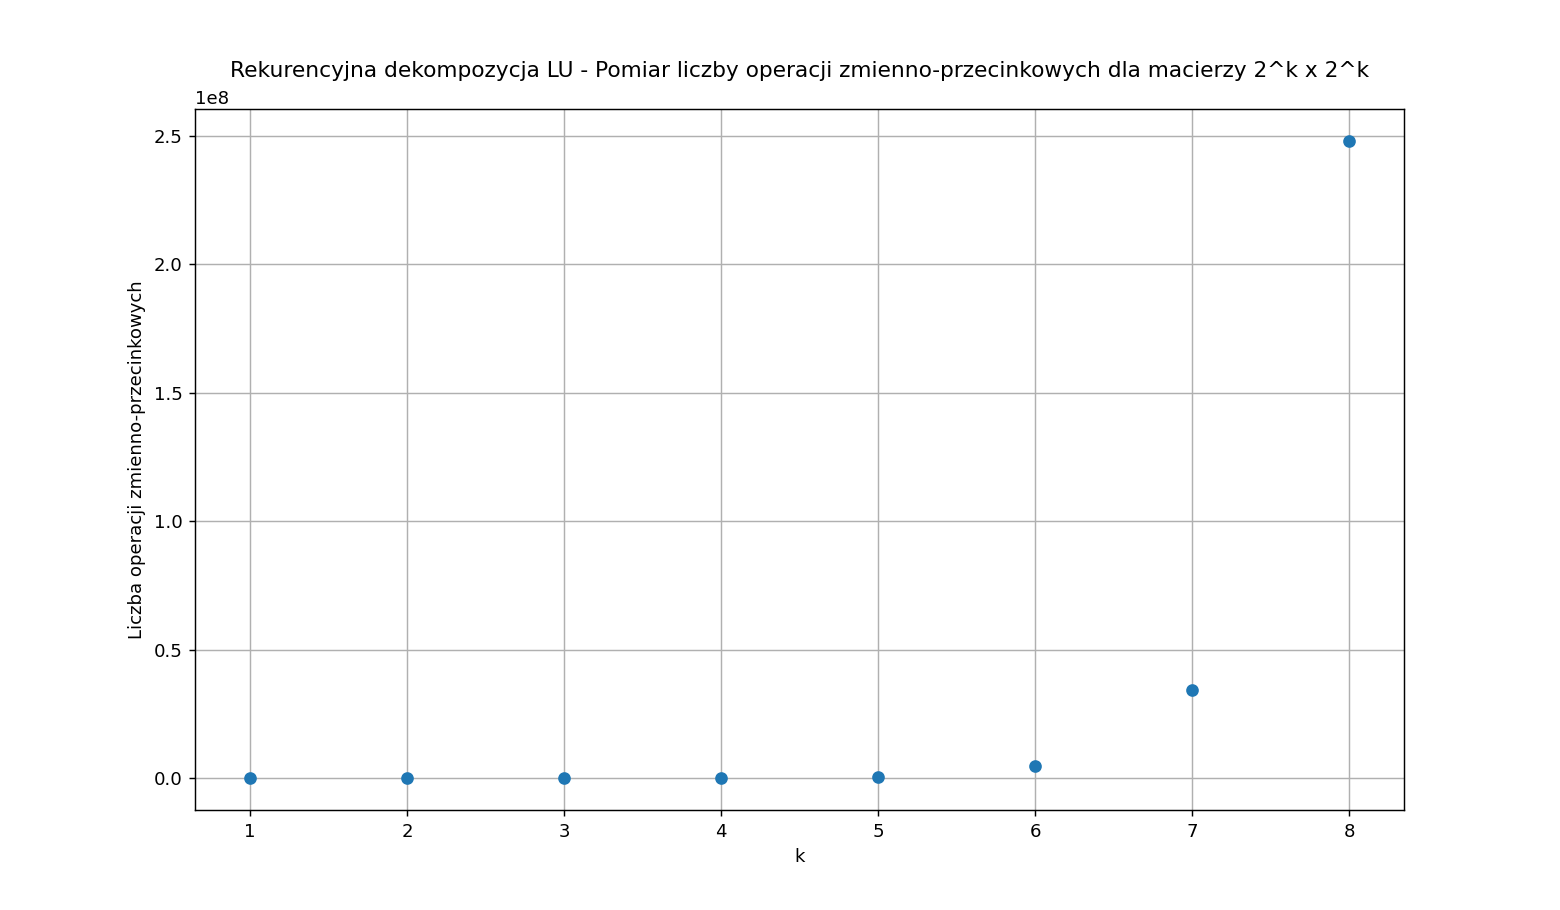 Rekurencyjna dekompozycja LU - Pomiar liczby operacji zmienno-przecinkowych dla macierzy 2^k x 2^k
1e8
2.5
2.0
1.5
1.0
0.5
0.0
Liczba operacji zmienno-przecinkowych
1 2 3 4 5 6 7 8
k